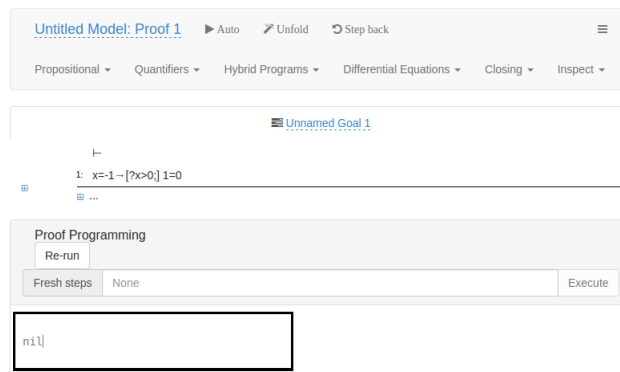 Untitled Model: Proof 1 Auto Unfold Step back
Propositional Quantifiers Hybrid Programs Differential Equations Closing Inspect
Unnamed Goal 1
⊢
1: x=-1→[?x>0;] 1=0
...
Proof Programming
Re-run
Fresh steps None Execute
nil